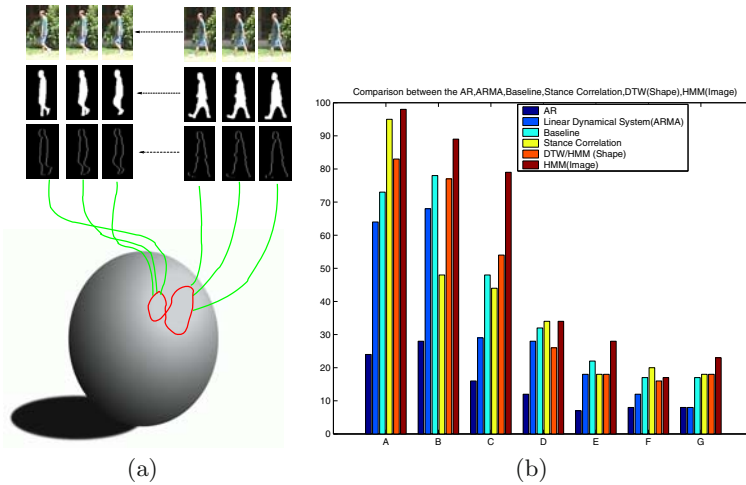 Comparison between the AR,ARMA,Baseline,Stance Correlation,DTW(Shape),HMM(Image)
100
90
80
70
60
50
40
30
20
10
0
AR
Linear Dynamical System(ARMA)
Baseline
Stance Correlation
DTW/HMM (Shape)
HMM(Image)
A B C D E F G
(a) (b)